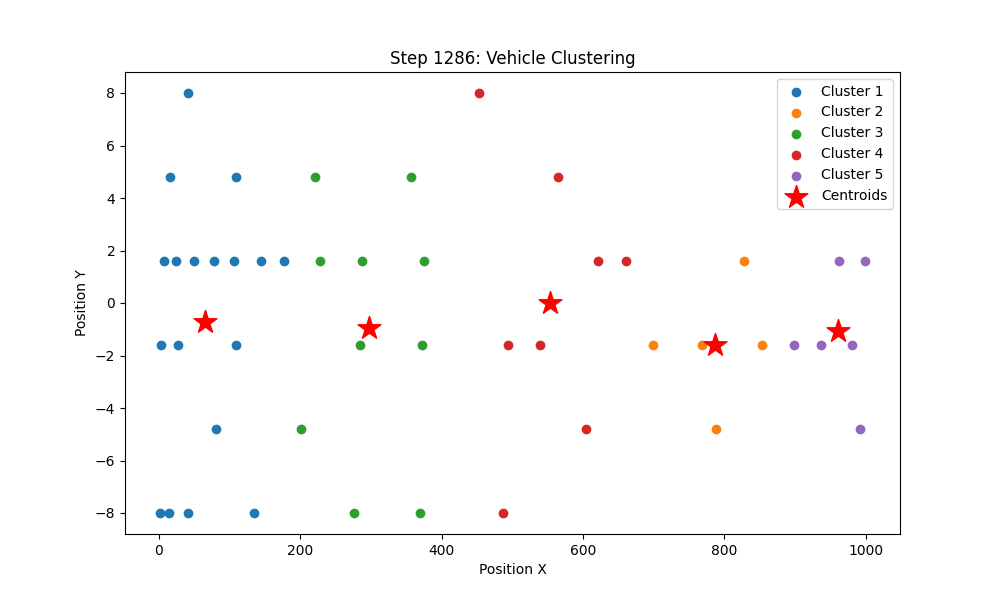 Step 1286: Vehicle Clustering
Position Y
8
6
4
2
0
−2
−4
−6
−8
Cluster 1
Cluster 2
Cluster 3
Cluster 4
Cluster 5
Centroids
0 200 400 600 800 1000
Position X